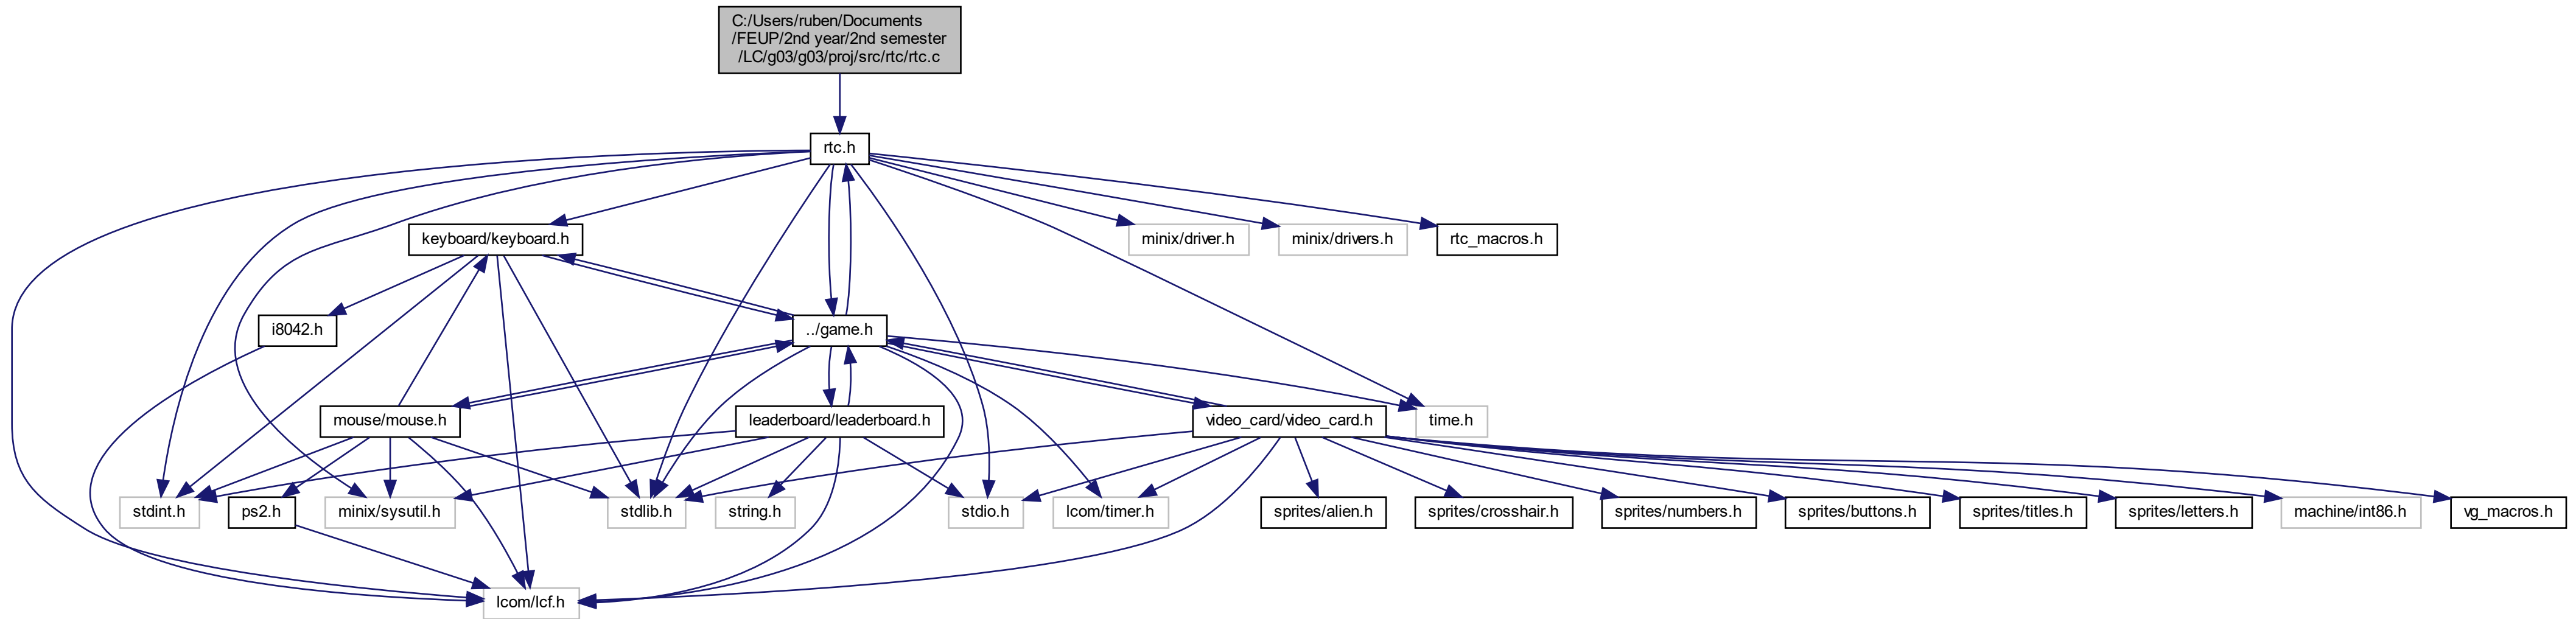 C:/Users/ruben/Documents
/FEUP/2nd year/2nd semester
/LC/g03/g03/proj/src/rtc/rtc.c
rtc.h
keyboard/keyboard.h
minix/driver.h
minix/drivers.h
rtc_macros.h
i8042.h
../game.h
mouse/mouse.h
leaderboard/leaderboard.h
video_card/video_card.h
time.h
stdint.h
ps2.h
minix/sysutil.h
stdlib.h
string.h
stdio.h
lcom/timer.h
sprites/alien.h
sprites/crosshair.h
sprites/numbers.h
sprites/buttons.h
sprites/titles.h
sprites/letters.h
machine/int86.h
vg_macros.h
lcom/lcf.h